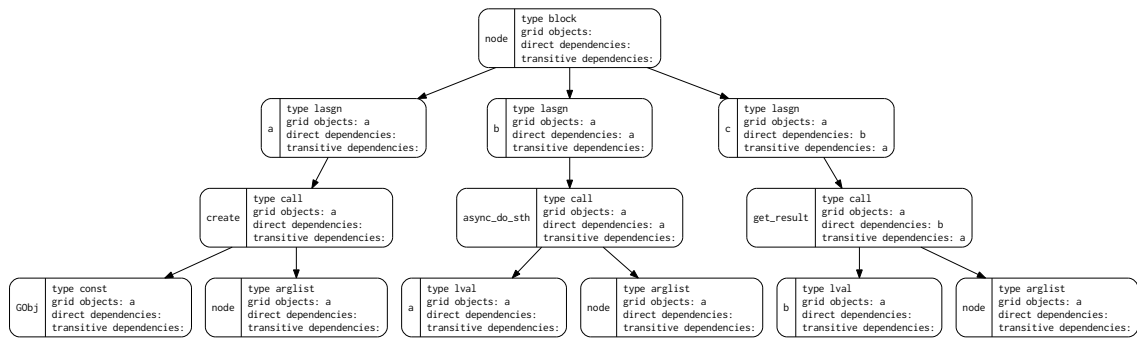 node
type block
grid objects:
direct dependencies:
transitive dependencies:
a
type lasgn
grid objects: a
direct dependencies:
transitive dependencies:
b
type lasgn
grid objects: a
direct dependencies: a
transitive dependencies:
c
type lasgn
grid objects: a
direct dependencies: b
transitive dependencies: a
create
type call
grid objects: a
direct dependencies:
transitive dependencies:
async_do_sth
type call
grid objects: a
direct dependencies: a
transitive dependencies:
get_result
type call
grid objects: a
direct dependencies: b
transitive dependencies: a
GObj
type const
grid objects: a
direct dependencies:
transitive dependencies:
node
type arglist
grid objects: a
direct dependencies:
transitive dependencies:
a
type lval
grid objects: a
direct dependencies:
transitive dependencies:
node
type arglist
grid objects: a
direct dependencies:
transitive dependencies:
b
type lval
grid objects: a
direct dependencies:
transitive dependencies:
node
type arglist
grid objects: a
direct dependencies:
transitive dependencies: